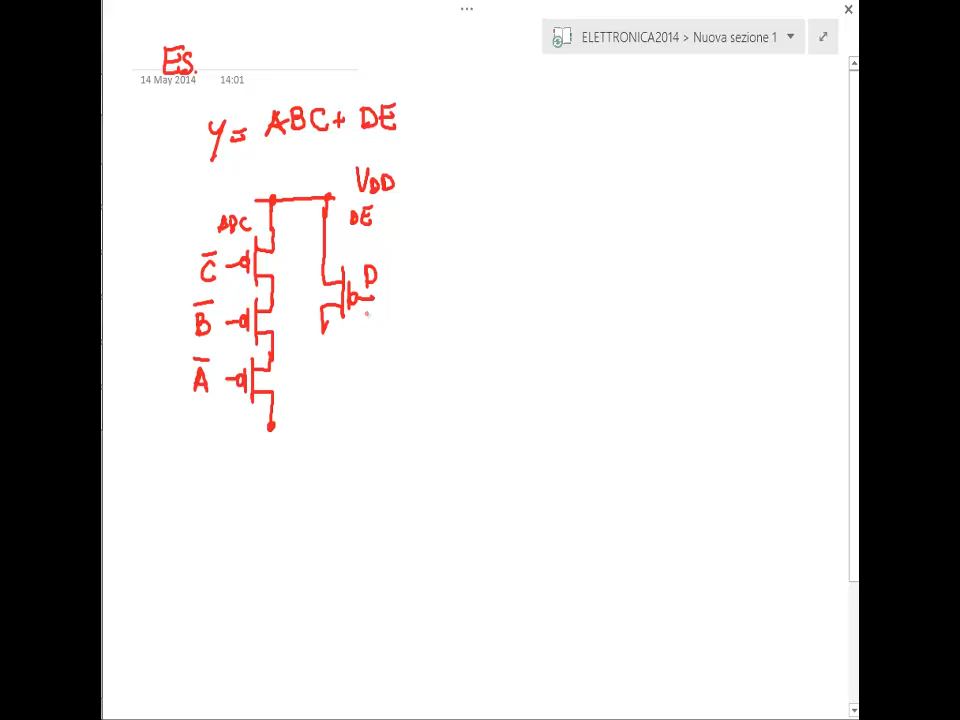 ELETTRONICA2014 > Nuova sezione 1
ES.
14 May 2014 14:01
Y = ABC + DE
VDD
ABC
DE
C̅
D
B̅
A̅